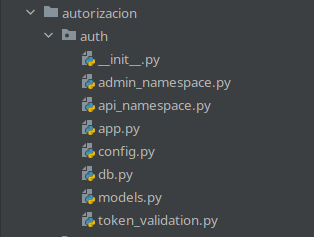 autorizacion
auth
__init__.py
admin_namespace.py
api_namespace.py
app.py
config.py
db.py
models.py
token_validation.py